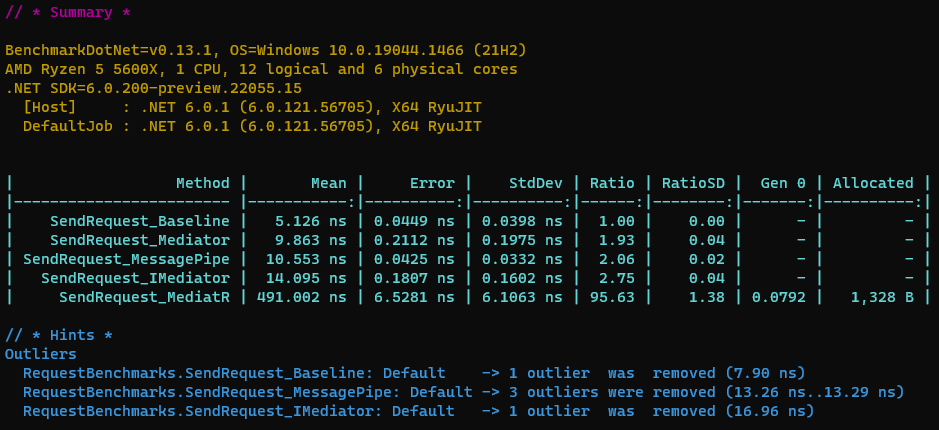 // * Summary *
BenchmarkDotNet=v0.13.1, OS=Windows 10.0.19044.1466 (21H2)
AMD Ryzen 5 5600X, 1 CPU, 12 logical and 6 physical cores
.NET SDK=6.0.200-preview.22055.15
  [Host]     : .NET 6.0.1 (6.0.121.56705), X64 RyuJIT
  DefaultJob : .NET 6.0.1 (6.0.121.56705), X64 RyuJIT
|                  Method |       Mean |     Error |    StdDev | Ratio | RatioSD |  Gen 0 | Allocated |
|------------------------ |-----------:|----------:|----------:|------:|--------:|-------:|----------:|
|    SendRequest_Baseline |   5.126 ns | 0.0449 ns | 0.0398 ns |  1.00 |    0.00 |      - |         - |
|    SendRequest_Mediator |   9.863 ns | 0.2112 ns | 0.1975 ns |  1.93 |    0.04 |      - |         - |
| SendRequest_MessagePipe |  10.553 ns | 0.0425 ns | 0.0332 ns |  2.06 |    0.02 |      - |         - |
|   SendRequest_IMediator |  14.095 ns | 0.1807 ns | 0.1602 ns |  2.75 |    0.04 |      - |         - |
|     SendRequest_MediatR | 491.002 ns | 6.5281 ns | 6.1063 ns | 95.63 |    1.38 | 0.0792 |   1,328 B |
// * Hints *
Outliers
  RequestBenchmarks.SendRequest_Baseline: Default    -> 1 outlier  was  removed (7.90 ns)
  RequestBenchmarks.SendRequest_MessagePipe: Default -> 3 outliers were removed (13.26 ns..13.29 ns)
  RequestBenchmarks.SendRequest_IMediator: Default   -> 1 outlier  was  removed (16.96 ns)